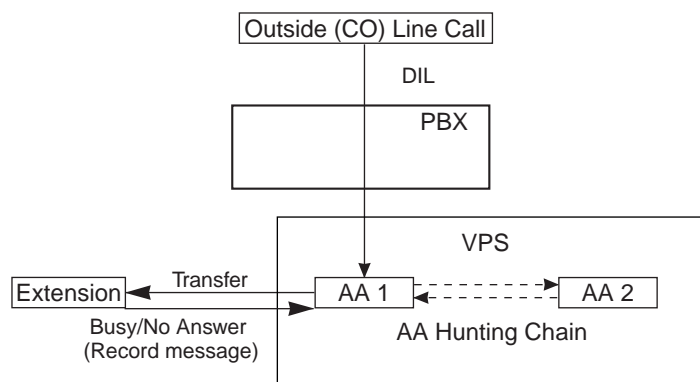 Outside (CO) Line Call
DIL
PBX
VPS
Extension
Transfer
AA 1
AA 2
Busy/No Answer
(Record message)
AA Hunting Chain